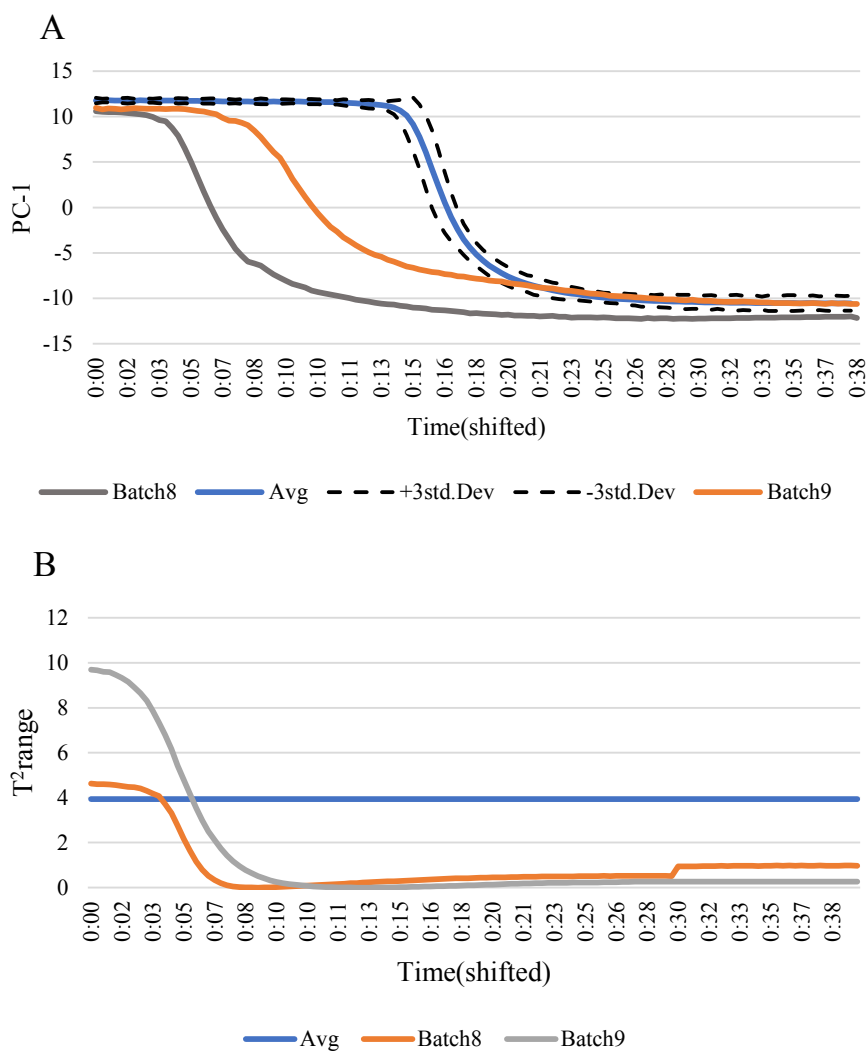 A
15
10
5
0
-5
-10
-15
PC-1
0:00 0:02 0:03 0:05 0:07 0:08 0:10 0:10 0:11 0:13 0:15 0:16 0:18 0:20 0:21 0:23 0:25 0:26 0:28 0:30 0:32 0:33 0:35 0:37 0:38
Time(shifted)
Batch8 Avg +3std.Dev -3std.Dev Batch9
B
12
10
8
6
4
2
0
T²range
0:00 0:02 0:03 0:05 0:07 0:08 0:10 0:10 0:11 0:13 0:15 0:16 0:18 0:20 0:21 0:23 0:25 0:26 0:28 0:30 0:32 0:33 0:35 0:37 0:38
Time(shifted)
Avg Batch8 Batch9